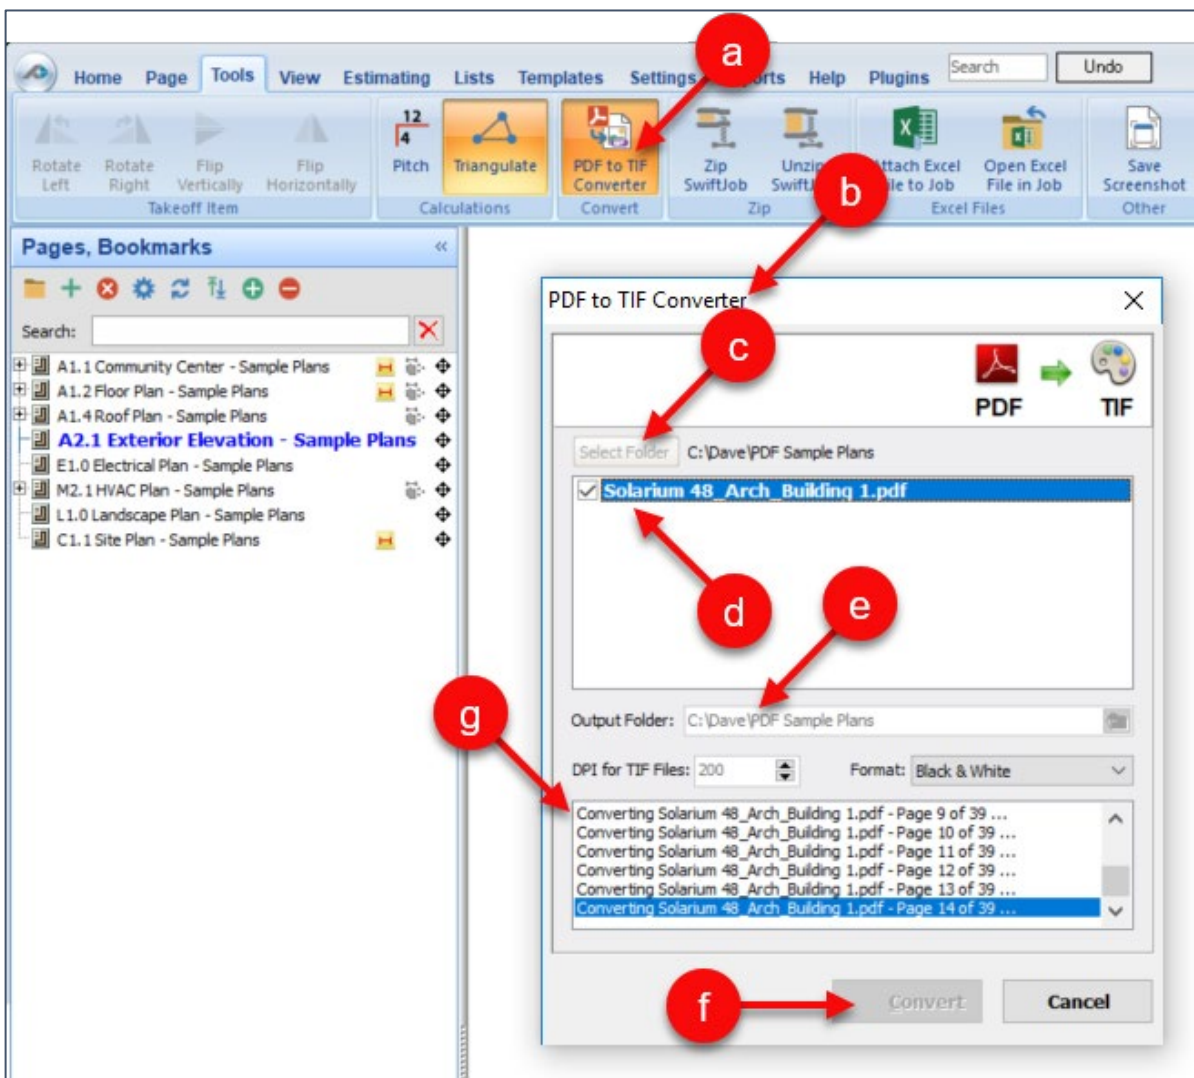 a
Home Page Tools View Estimating Lists Templates Settings Reports Help Plugins Search Undo
12
4
Rotate Left
Rotate Right
Flip Vertically
Flip Horizontally
Pitch
Triangulate
PDF to TIF Converter
Zip SwiftJob
Unzip SwiftJ
Attach Excel
File to Job
Open Excel File in Job
Save Screenshot
Takeoff Item Calculations Convert Zip Excel Files Other
b
Pages, Bookmarks
Search:
A1.1 Community Center - Sample Plans
A1.2 Floor Plan - Sample Plans
A1.4 Roof Plan - Sample Plans
A2.1 Exterior Elevation - Sample Plans
E1.0 Electrical Plan - Sample Plans
M2.1 HVAC Plan - Sample Plans
L1.0 Landscape Plan - Sample Plans
C1.1 Site Plan - Sample Plans
PDF to TIF Converter
c
PDF TIF
Select Folder C:\Dave\PDF Sample Plans
Solarium 48_Arch_Building 1.pdf
d
e
g
Output Folder: C:\Dave\PDF Sample Plans
DPI for TIF Files: 200 Format: Black & White
Converting Solarium 48_Arch_Building 1.pdf - Page 9 of 39 ...
Converting Solarium 48_Arch_Building 1.pdf - Page 10 of 39 ...
Converting Solarium 48_Arch_Building 1.pdf - Page 11 of 39 ...
Converting Solarium 48_Arch_Building 1.pdf - Page 12 of 39 ...
Converting Solarium 48_Arch_Building 1.pdf - Page 13 of 39 ...
Converting Solarium 48_Arch_Building 1.pdf - Page 14 of 39 ...
f
Convert Cancel